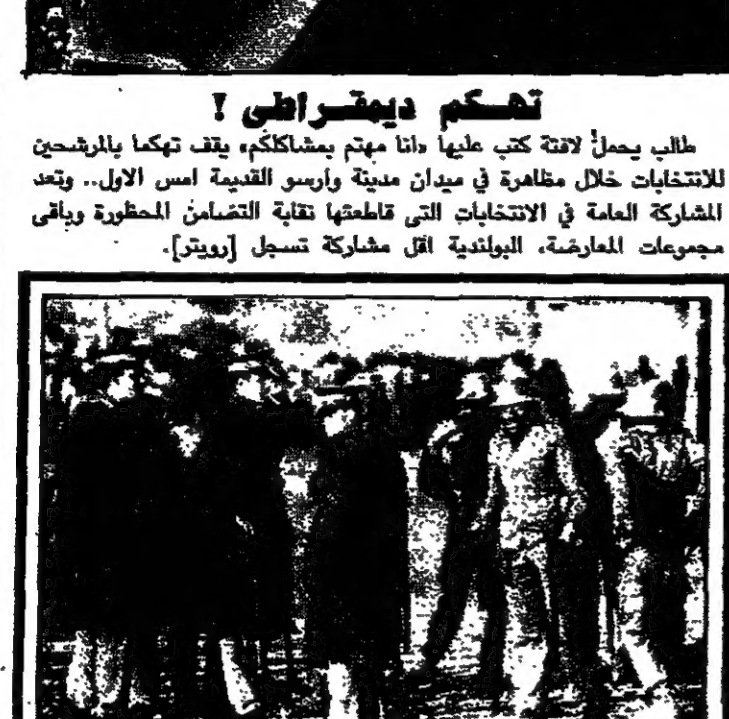 تهكم ديمقراطى !
طالب يحمل لافتة كتب عليها «انا مهتم بمشاكلكم» يقف تهكما بالمرشحين
للانتخابات خلال مظاهرة في ميدان مدينة وارسو القديمة امس الاول.. وتعد
المشاركة العامة في الانتخابات التى قاطعتها نقابة التضامن المحظورة وباقى
مجموعات المعارضة، البولندية اقل مشاركة تسجل [رويتر].